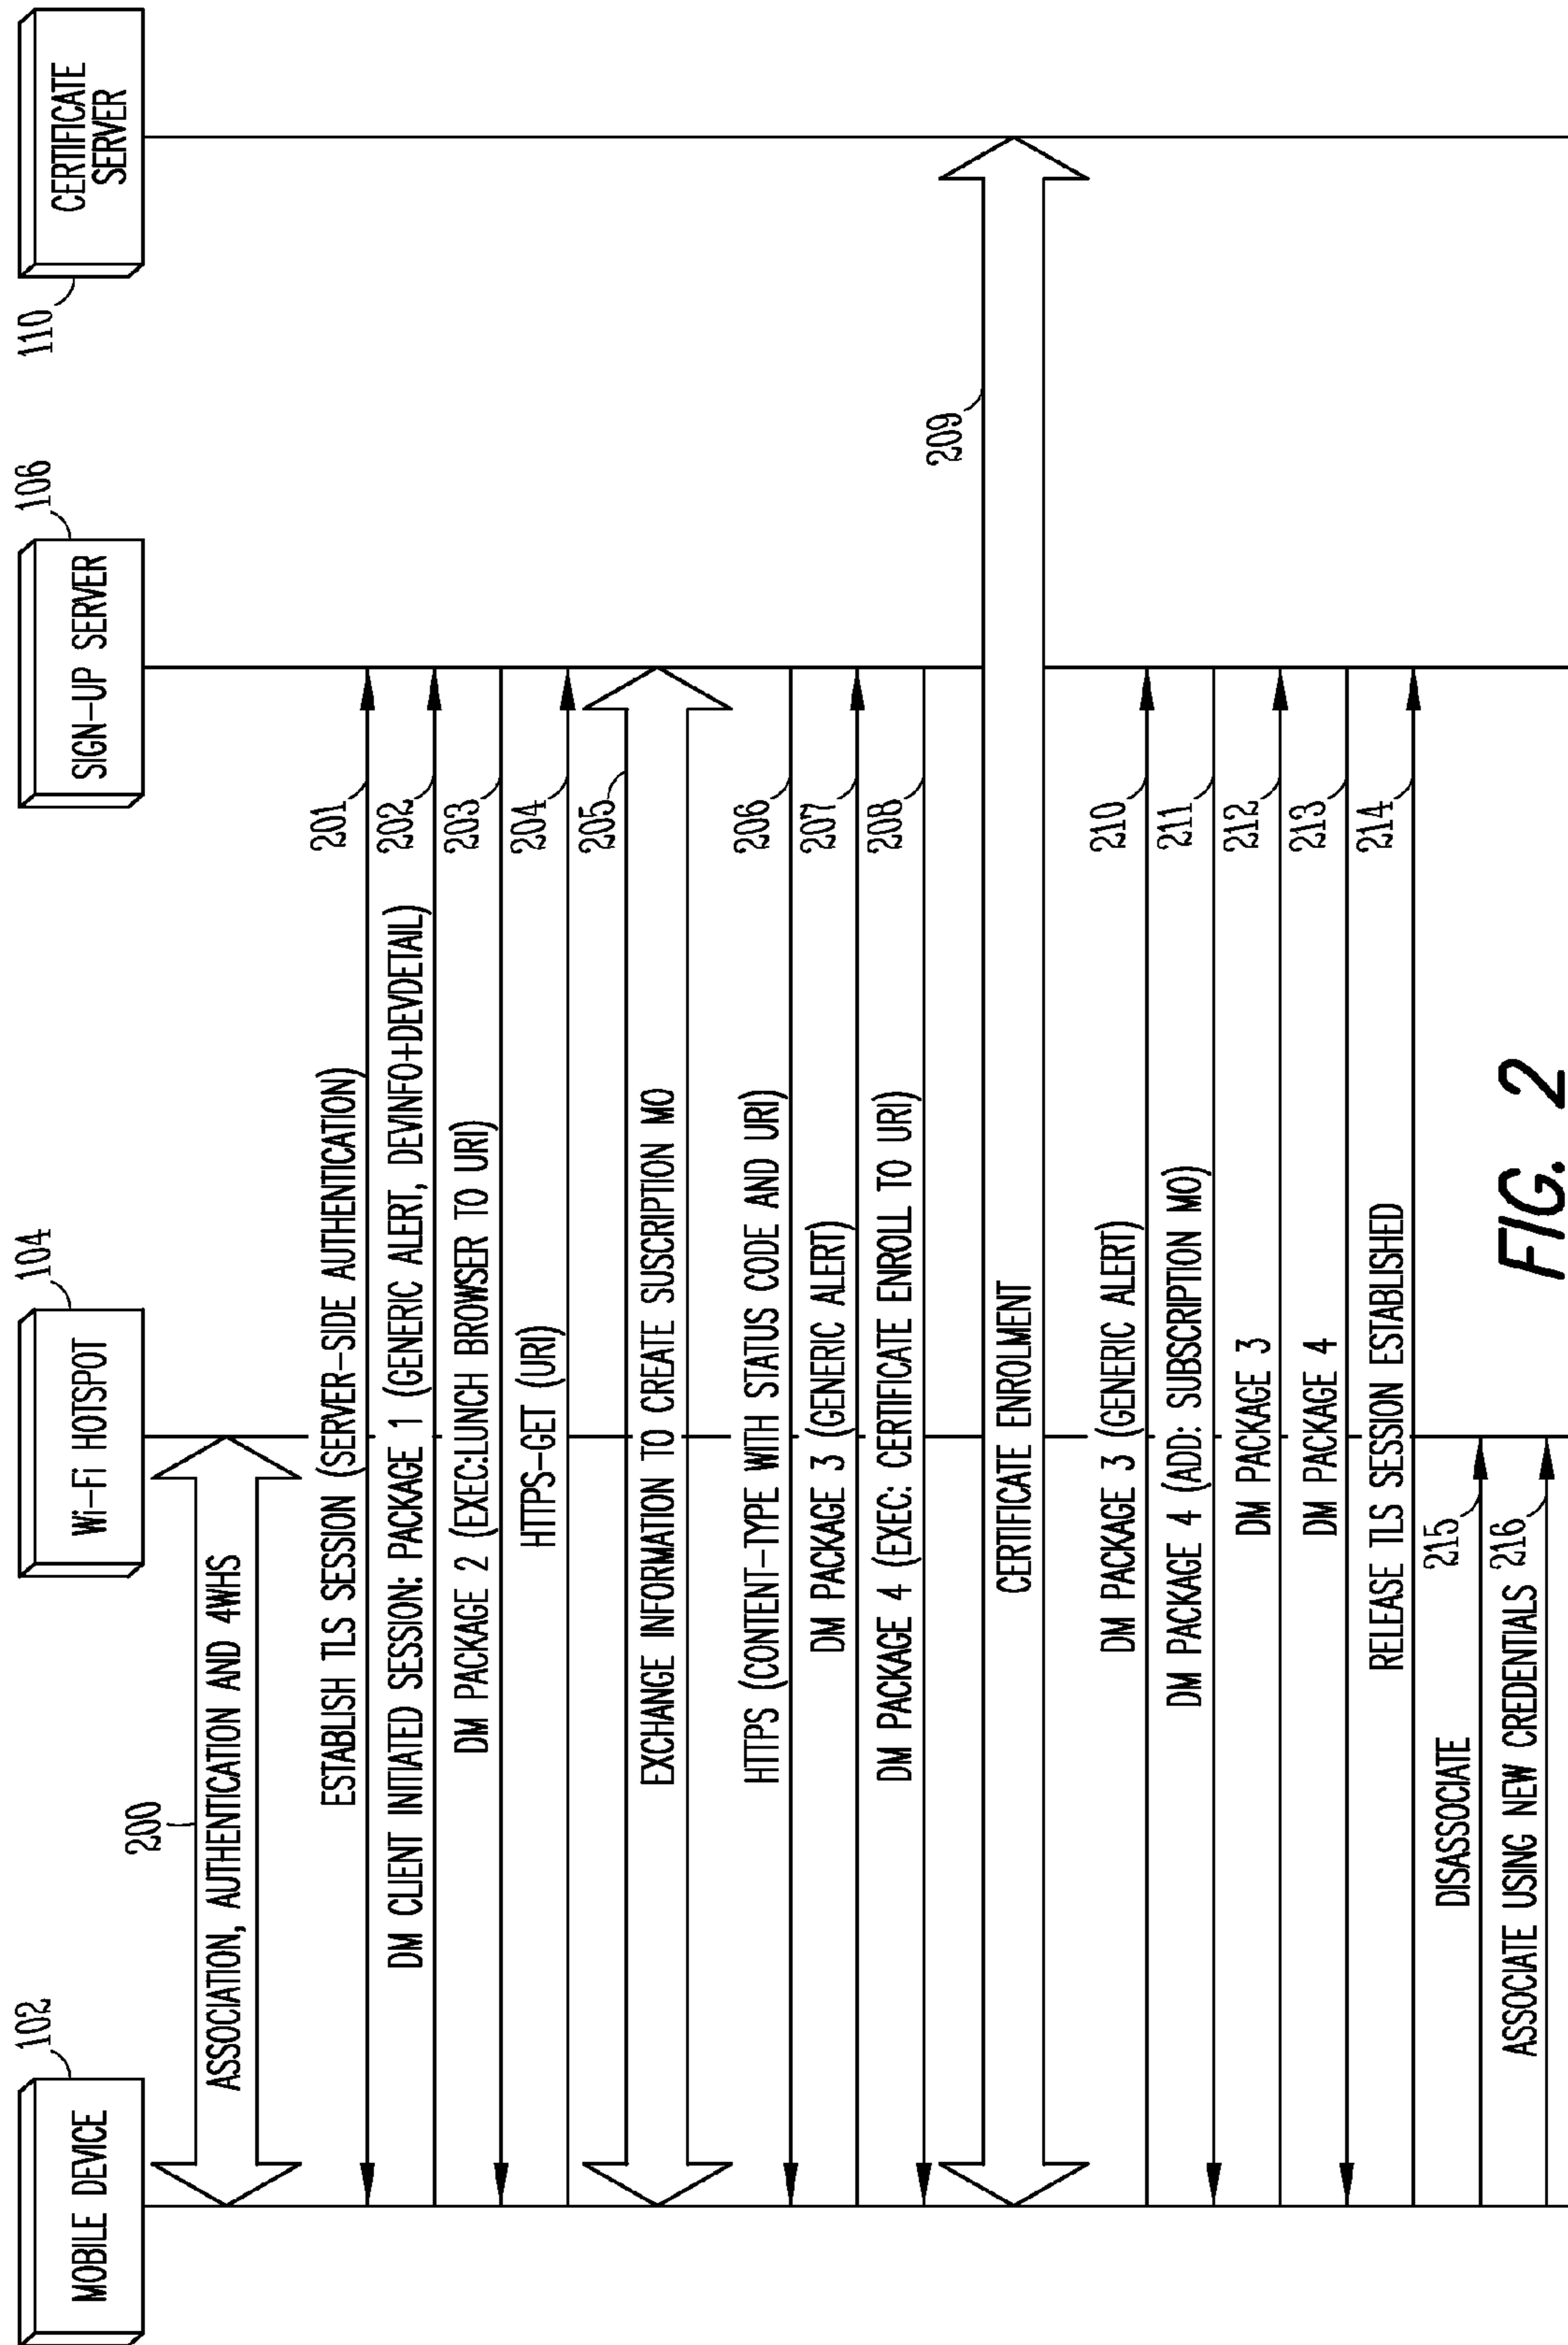 MOBILE DEVICE
102
Wi-Fi HOTSPOT
104
SIGN-UP SERVER
106
CERTIFICATE
SERVER
110
200
ASSOCIATION, AUTHENTICATION AND 4WHS
ESTABLISH TLS SESSION (SERVER-SIDE AUTHENTICATION)
201
DM CLIENT INITIATED SESSION: PACKAGE 1 (GENERIC ALERT, DEVINFO+DEVDETAIL)
202
DM PACKAGE 2 (EXEC:LUNCH BROWSER TO URI)
203
HTTPS-GET (URI)
204
205
EXCHANGE INFORMATION TO CREATE SUSCRIPTION MO
HTTPS (CONTENT-TYPE WITH STATUS CODE AND URI)
206
DM PACKAGE 3 (GENERIC ALERT)
207
DM PACKAGE 4 (EXEC: CERTIFICATE ENROLL TO URI)
208
209
CERTIFICATE ENROLMENT
DM PACKAGE 3 (GENERIC ALERT)
210
DM PACKAGE 4 (ADD: SUBSCRIPTION MO)
211
DM PACKAGE 3
212
DM PACKAGE 4
213
RELEASE TLS SESSION ESTABLISHED
214
DISASSOCIATE
215
ASSOCIATE USING NEW CREDENTIALS
216
FIG. 2